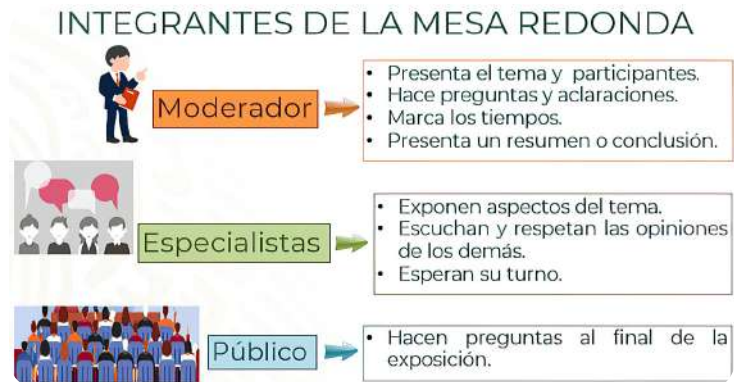 INTEGRANTES DE LA MESA REDONDA
Moderador
• Presenta el tema y participantes.
• Hace preguntas y aclaraciones.
• Marca los tiempos.
• Presenta un resumen o conclusión.
Especialistas
• Exponen aspectos del tema.
• Escuchan y respetan las opiniones
de los demás.
• Esperan su turno.
Público
• Hacen preguntas al final de la
exposición.